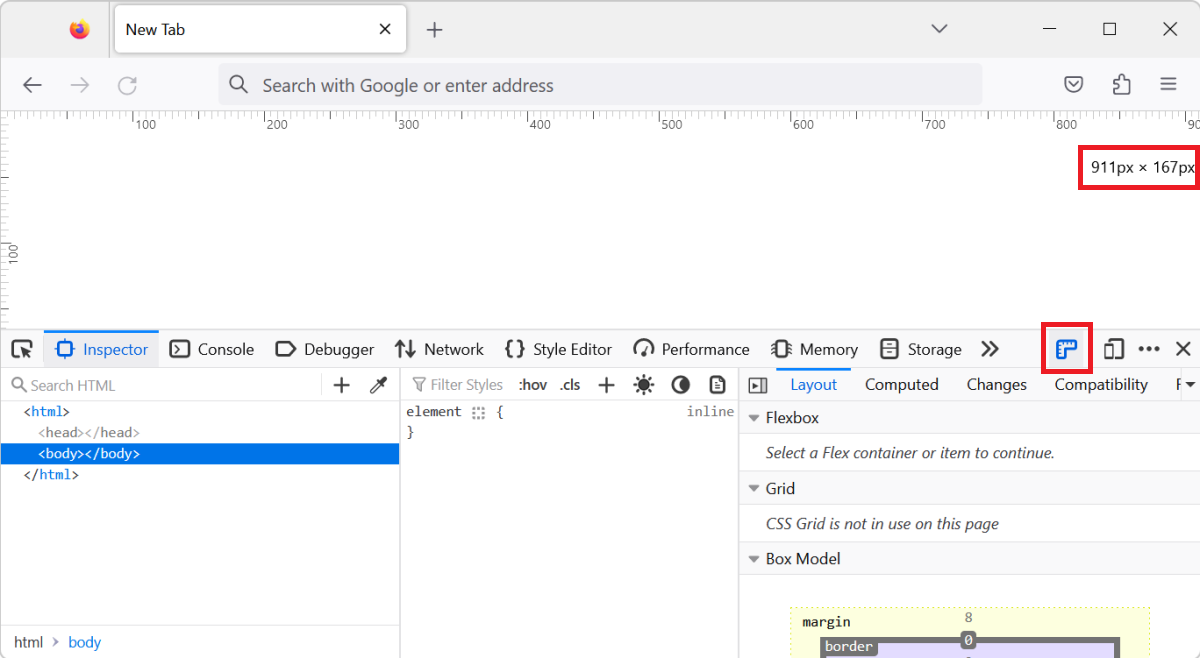 New Tab
Search with Google or enter address
100 200 300 400 500 600 700 800 90
911px × 167px
100
Inspector Console Debugger Network Style Editor Performance Memory Storage
Search HTML
Filter Styles :hov .cls
Layout Computed Changes Compatibility F
<html>
<head></head>
<body></body>
</html>
element { inline
}
Flexbox
Select a Flex container or item to continue.
Grid
CSS Grid is not in use on this page
Box Model
margin 8
border 0
html body